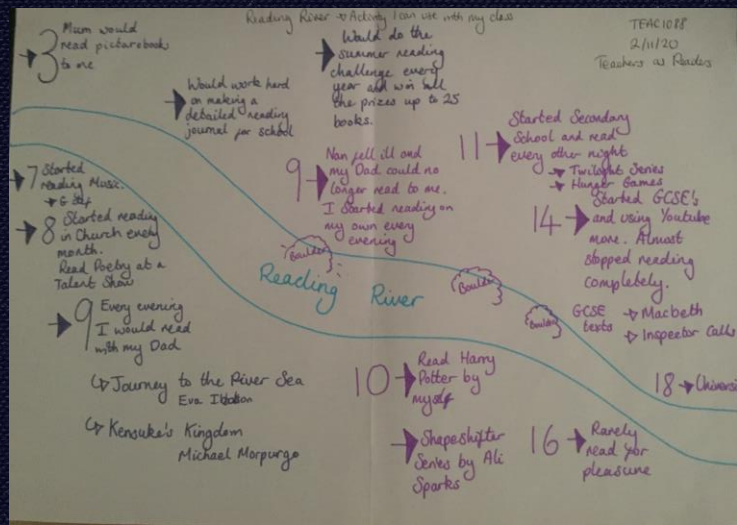 Reading River → Activity I can use with my class
TEAC1088
2/11/20
Teachers as Readers
3 Mum would
read picturebooks
to me
Would work hard
on making a
detailed reading
journal for school
Would do the
summer reading
challenge every
year and win all
the prizes up to 25
books.
7 Started
reading Music.
8 Started reading
in Church every
month.
Read Poetry at a
Talent Show
9 Every evening
I would read
with my Dad
Journey to the River Sea
Eva Ibbotson
Kensuke's Kingdom
Michael Morpurgo
9 Nan fell ill and
my Dad could no
longer read to me.
I started reading on
my own every
evening
Boulder
Reading River
Boulder
Boulder
10 Read Harry
Potter by
myself
Shapeshifter
Series by Ali
Sparks
11 Started Secondary
School and read
every other night
Twilight Series
Hunger Games
14 Started GCSE's
and using Youtube
more. Almost
stopped reading
completely.
GCSE texts
Macbeth
Inspector Calls
16 Rarely
read for
pleasure
18